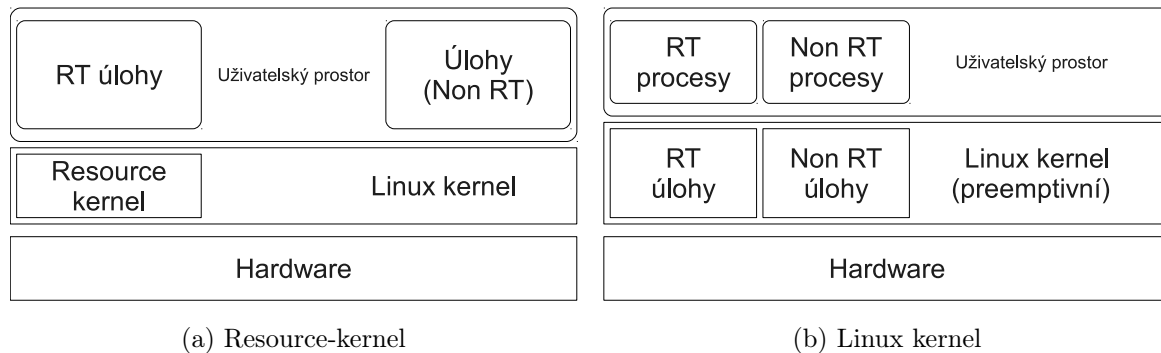 RT úlohy
Uživatelský prostor
Úlohy
(Non RT)
Resource
kernel
Linux kernel
Hardware
(a) Resource-kernel
RT
procesy
Non RT
procesy
Uživatelský prostor
RT
úlohy
Non RT
úlohy
Linux kernel
(preemptivní)
Hardware
(b) Linux kernel